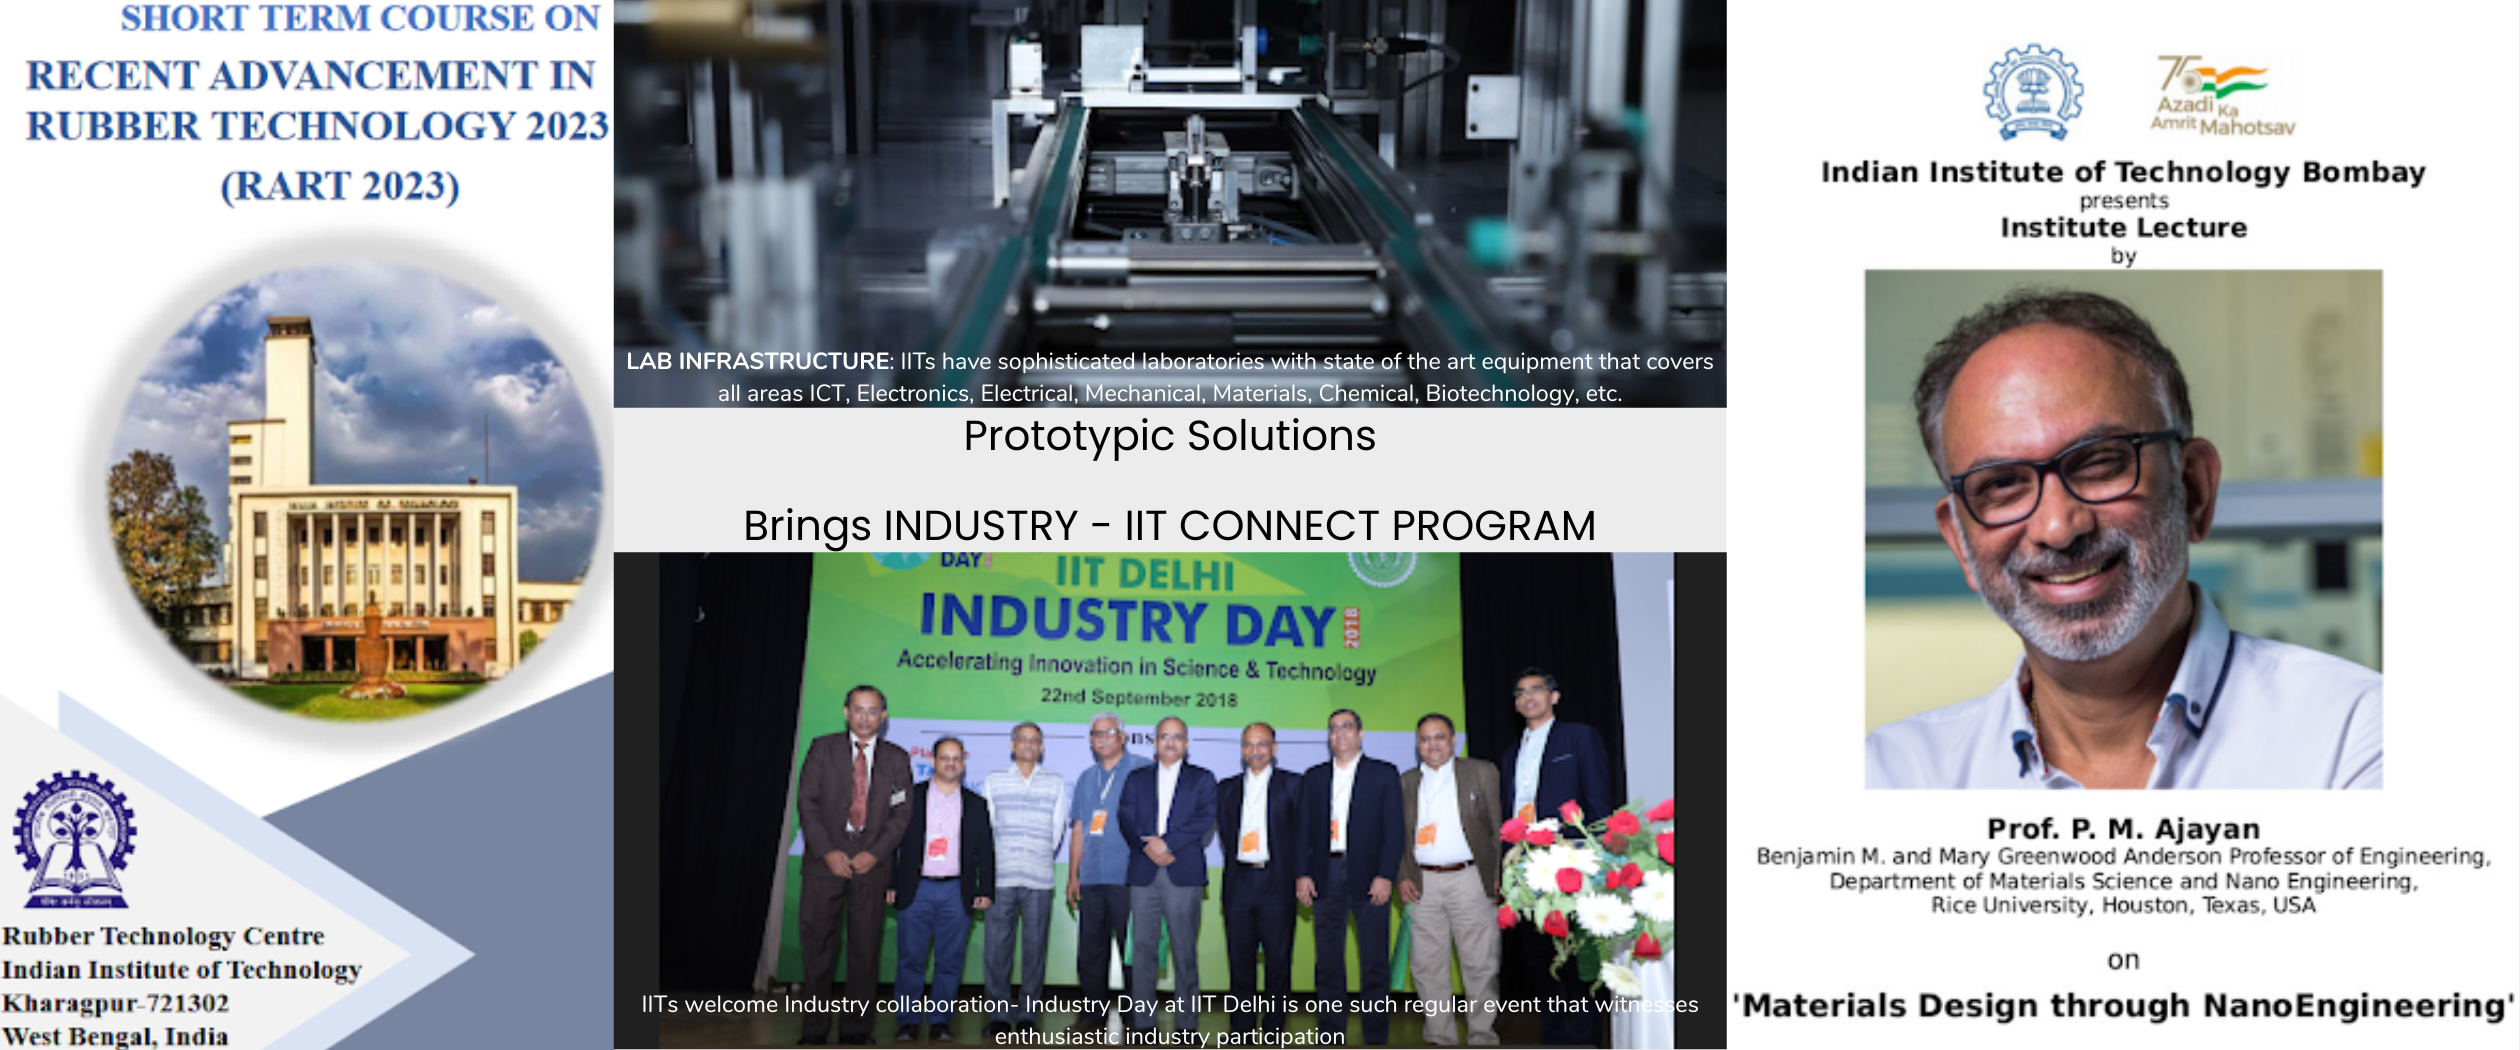 SHORT TERM COURSE ON
RECENT ADVANCEMENT IN
RUBBER TECHNOLOGY 2023
(RART 2023)
Rubber Technology Centre
Indian Institute of Technology
Kharagpur-721302
West Bengal, India
LAB INFRASTRUCTURE: IITs have sophisticated laboratories with state of the art equipment that covers
all areas ICT, Electronics, Electrical, Mechanical, Materials, Chemical, Biotechnology, etc.
Prototypic Solutions
Brings INDUSTRY - IIT CONNECT PROGRAM
DAY
IIT DELHI
INDUSTRY DAY 2018
Accelerating Innovation in Science & Technology
22nd September 2018
IITs welcome Industry collaboration- Industry Day at IIT Delhi is one such regular event that witnesses
enthusiastic industry participation
75
Azadi Ka
Amrit Mahotsav
Indian Institute of Technology Bombay
presents
Institute Lecture
by
Prof. P. M. Ajayan
Benjamin M. and Mary Greenwood Anderson Professor of Engineering,
Department of Materials Science and Nano Engineering,
Rice University, Houston, Texas, USA
on
'Materials Design through NanoEngineering'